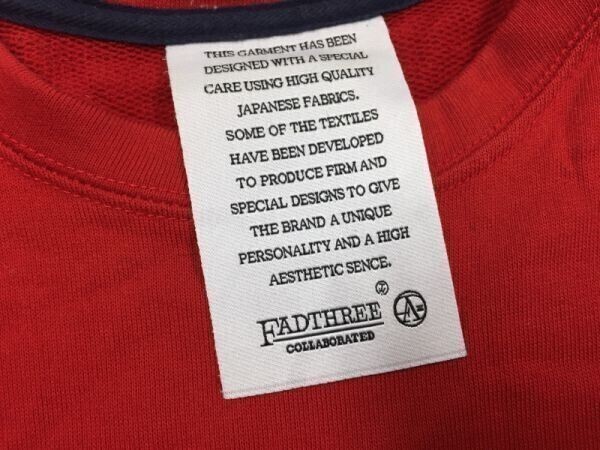 THIS GARMENT HAS BEEN
DESIGNED WITH A SPECIAL
CARE USING HIGH QUALITY
JAPANESE FABRICS.
SOME OF THE TEXTILES
HAVE BEEN DEVELOPED
TO PRODUCE FIRM AND
SPECIAL DESIGNS TO GIVE
THE BRAND A UNIQUE
PERSONALITY AND A HIGH
AESTHETIC SENCE.
FADTHREE
COLLABORATED